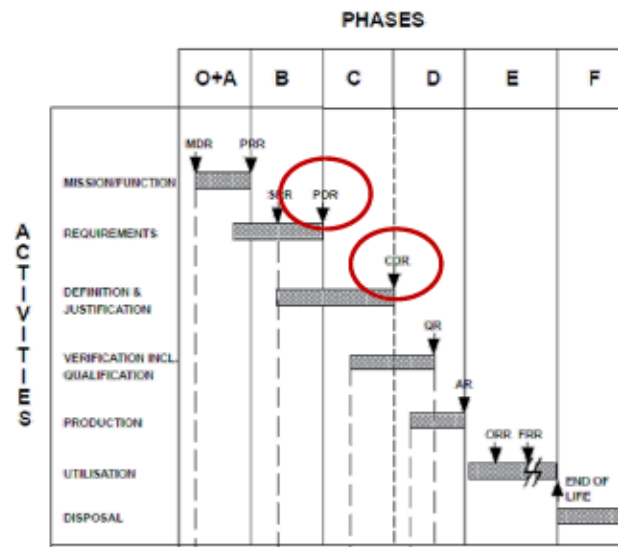 PHASES
O+A B C D E F
ACTIVITIES
MDR PRR
MISSION/FUNCTION
SRR PDR
REQUIREMENTS
CDR
DEFINITION &
JUSTIFICATION
QR
VERIFICATION INCL.
QUALIFICATION
AR
PRODUCTION
ORR FRR
UTILISATION
END OF
LIFE
DISPOSAL